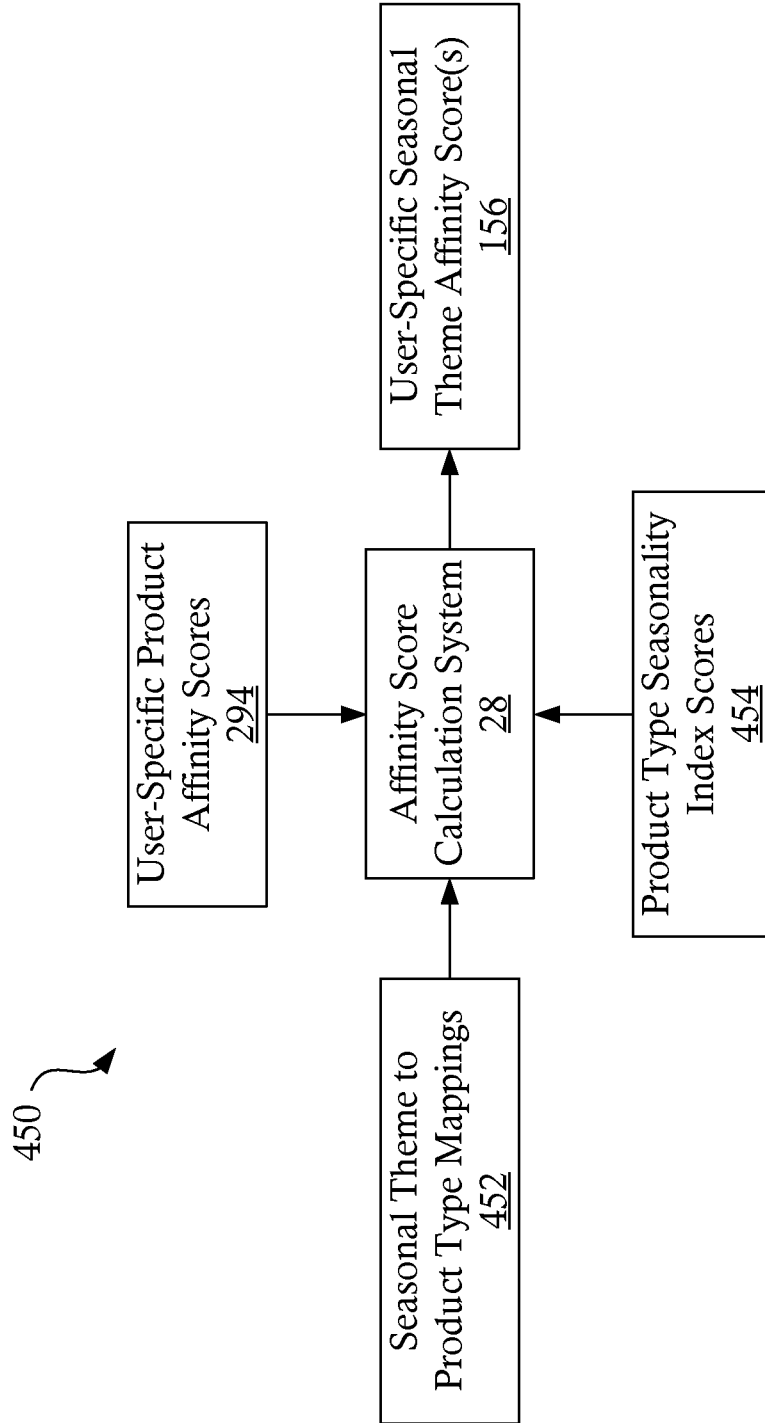 450
User-Specific Product
Affinity Scores
294
Seasonal Theme to
Product Type Mappings
452
Affinity Score
Calculation System
28
User-Specific Seasonal
Theme Affinity Score(s)
156
Product Type Seasonality
Index Scores
454